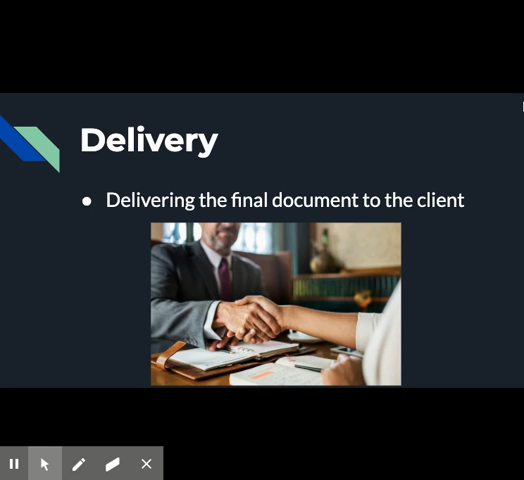 Delivery
● Delivering the final document to the client